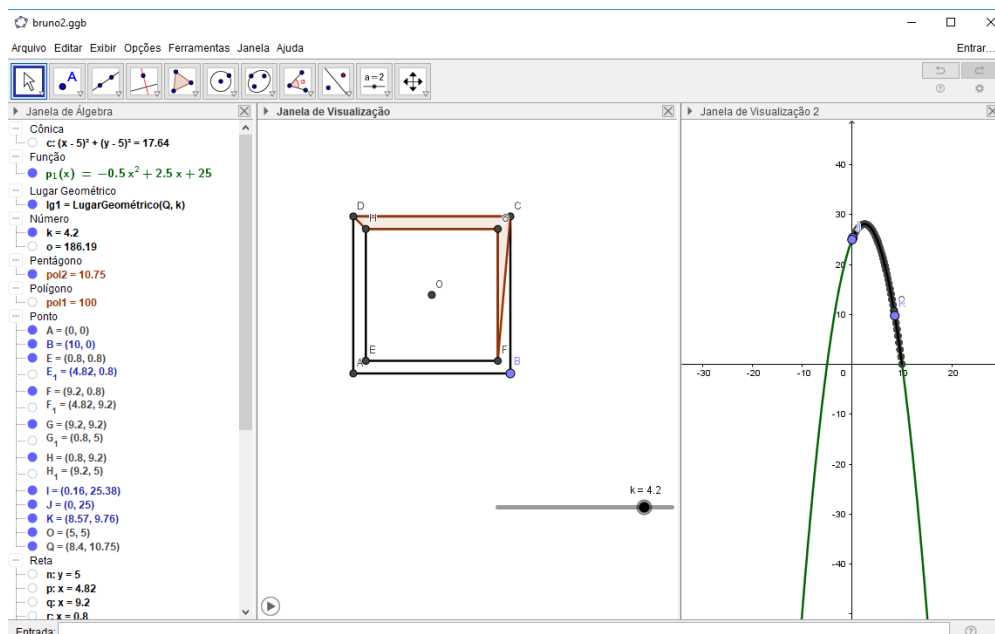 bruno2.ggb
Arquivo Editar Exibir Opções Ferramentas Janela Ajuda
Entrar...
A
α
a = 2
Janela de Álgebra
Cônica
c: (x - 5)² + (y - 5)² = 17.64
Função
p₁(x) = -0.5 x² + 2.5 x + 25
Lugar Geométrico
lg1 = LugarGeométrico(Q, k)
Número
k = 4.2
o = 186.19
Pentágono
pol2 = 10.75
Polígono
pol1 = 100
Ponto
A = (0, 0)
B = (10, 0)
E = (0.8, 0.8)
E₁ = (4.82, 0.8)
F = (9.2, 0.8)
F₁ = (4.82, 9.2)
G = (9.2, 9.2)
G₁ = (0.8, 5)
H = (0.8, 9.2)
H₁ = (9.2, 5)
I = (0.16, 25.38)
J = (0, 25)
K = (8.57, 9.76)
O = (5, 5)
Q = (8.4, 10.75)
Reta
n: y = 5
p: x = 4.82
q: x = 9.2
r: x = 0.8
Entrada:
Janela de Visualização
D
C
H
G
O
E
F
A
B
k = 4.2
Janela de Visualização 2
40
30
20
10
-30
-20
-10
0
10
20
-10
-20
-30
-40